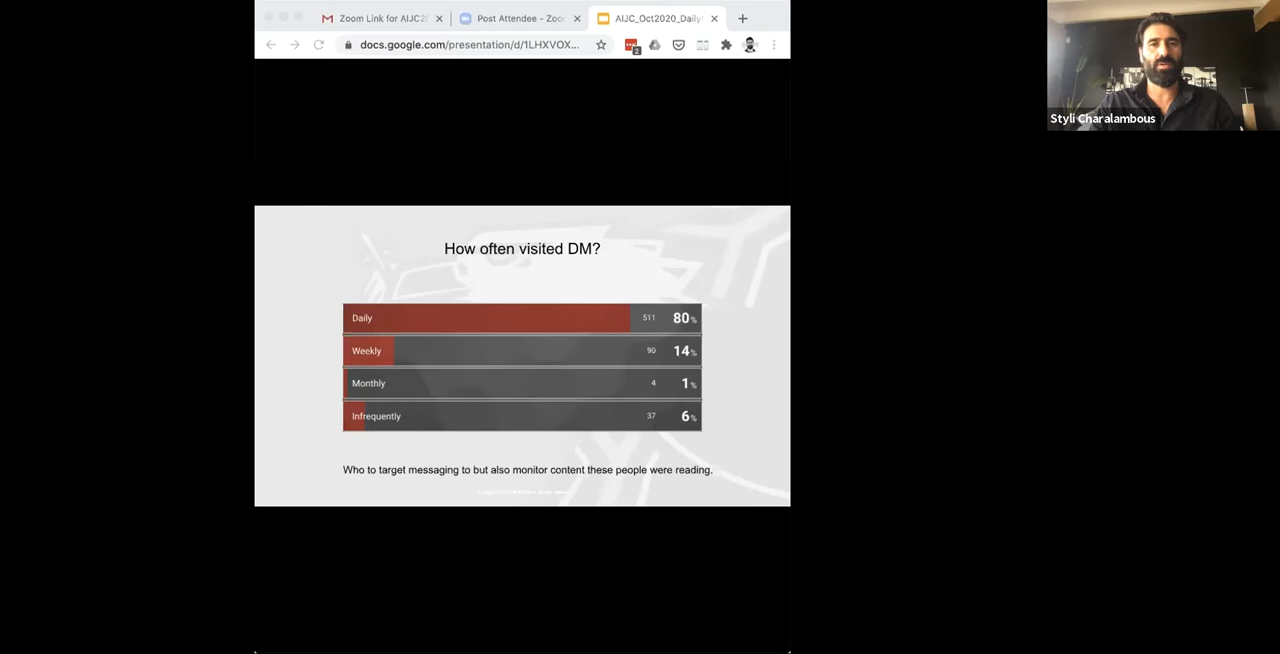 Zoom Link for AIJC20
Post Attendee - Zoo
AIJC_Oct2020_Daily
docs.google.com/presentation/d/1LHXVOX...
2
Styli Charalambous
How often visited DM?
Daily 511 80%
Weekly 90 14%
Monthly 4 1%
Infrequently 37 6%
Who to target messaging to but also monitor content these people were reading.